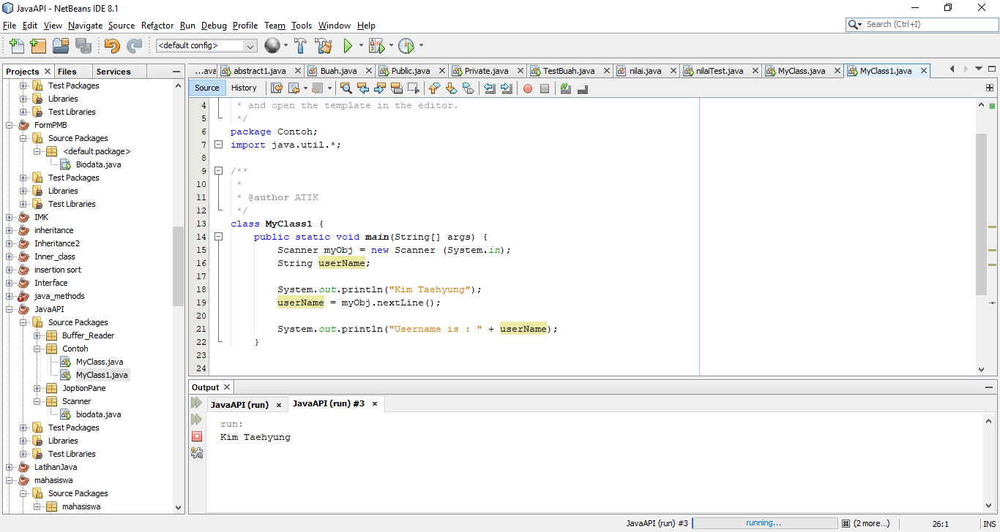 JavaAPI - NetBeans IDE 8.1
File Edit View Navigate Source Refactor Run Debug Profile Team Tools Window Help
Search (Ctrl+I)
<default config>
Projects Files Services
Test Packages
Libraries
Test Libraries
FormPMB
Source Packages
<default package>
Biodata.java
Test Packages
Libraries
Test Libraries
IMK
inheritance
Inheritance2
Inner_class
insertion sort
Interface
java_methods
JavaAPI
Source Packages
Buffer_Reader
Contoh
MyClass.java
MyClass1.java
JoptionPane
Scanner
biodata.java
Test Packages
Libraries
Test Libraries
LatihanJava
mahasiswa
Source Packages
mahasiswa
...ava abstract1.java Buah.java Public.java Private.java TestBuah.java nilai.java nilaiTest.java MyClass.java MyClass1.java
Source History
4 * and open the template in the editor.
5 */
6 package Contoh;
7 import java.util.*;
8
9 /**
10 *
11 * @author ATIK
12 */
13 class MyClass1 {
14 public static void main(String[] args) {
15 Scanner myObj = new Scanner (System.in);
16 String userName;
17
18 System.out.println("Kim Taehyung");
19 userName = myObj.nextLine();
20
21 System.out.println("Username is : " + userName);
22 }
23
24
Output
JavaAPI (run) JavaAPI (run) #3
run:
Kim Taehyung
JavaAPI (run) #3 running... (2 more...) 26:1 INS